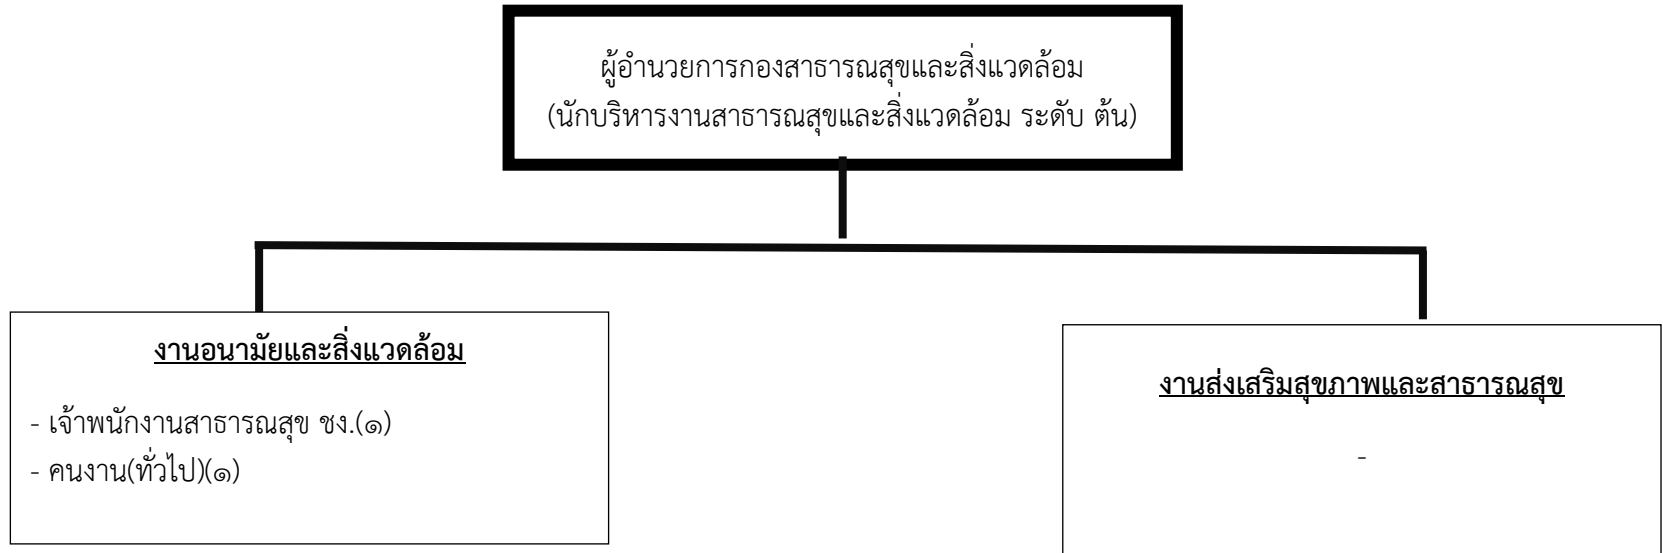 ผู้อำนวยการกองสาธารณสุขและสิ่งแวดล้อม
(นักบริหารงานสาธารณสุขและสิ่งแวดล้อม ระดับ ต้น)
งานอนามัยและสิ่งแวดล้อม
- เจ้าพนักงานสาธารณสุข ชง.(๑)
- คนงาน(ทั่วไป)(๑)
งานส่งเสริมสุขภาพและสาธารณสุข
-